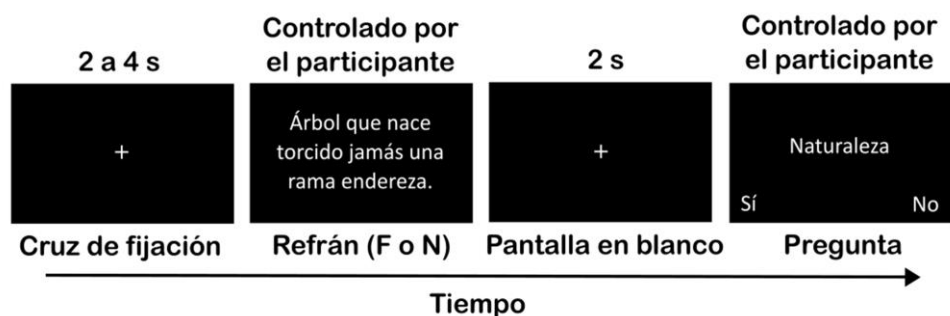 2 a 4 s
Controlado por
el participante
2 s
Controlado por
el participante
+
Árbol que nace
torcido jamás una
rama endereza.
+
Naturaleza
Sí
No
Cruz de fijación
Refrán (F o N)
Pantalla en blanco
Pregunta
Tiempo